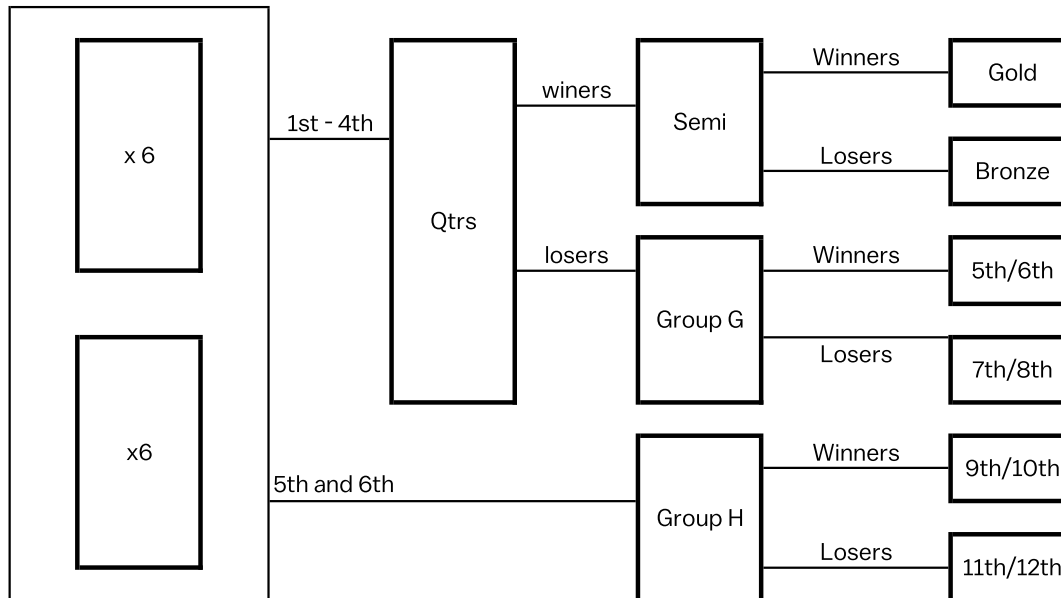 x 6
x6
1st - 4th
5th and 6th
Qtrs
winers
losers
Semi
Group G
Group H
Winners
Losers
Winners
Losers
Winners
Losers
Gold
Bronze
5th/6th
7th/8th
9th/10th
11th/12th